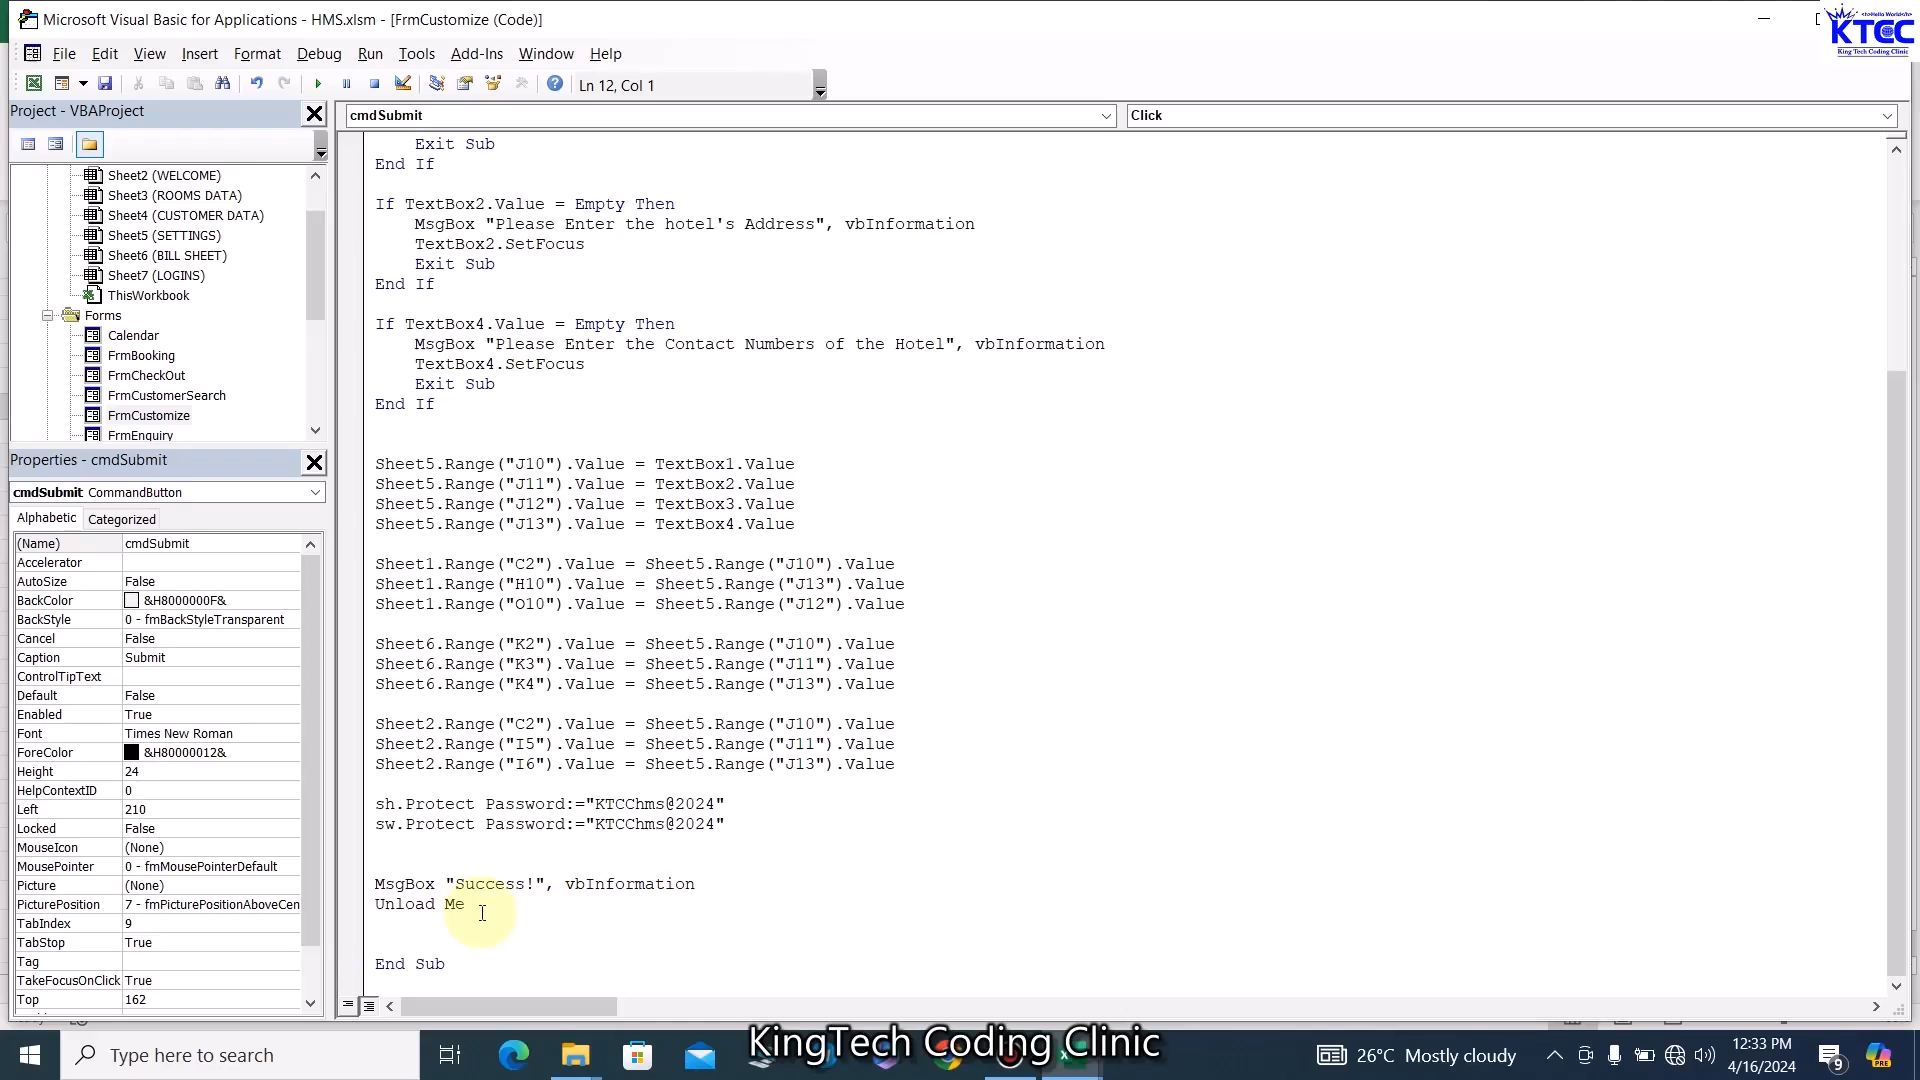 Microsoft Visual Basic for Applications - HMS.xlsm - [FrmCustomize (Code)]
<toHello World/>
KTCC
King Tech Coding Clinic
File Edit View Insert Format Debug Run Tools Add-Ins Window Help
Ln 12, Col 1
Project - VBAProject
cmdSubmit
Click
Sheet2 (WELCOME)
Sheet3 (ROOMS DATA)
Sheet4 (CUSTOMER DATA)
Sheet5 (SETTINGS)
Sheet6 (BILL SHEET)
Sheet7 (LOGINS)
ThisWorkbook
Forms
Calendar
FrmBooking
FrmCheckOut
FrmCustomerSearch
FrmCustomize
FrmEnquiry
Properties - cmdSubmit
cmdSubmit CommandButton
Alphabetic Categorized
(Name) cmdSubmit
Accelerator
AutoSize False
BackColor &H8000000F&
BackStyle 0 - fmBackStyleTransparent
Cancel False
Caption Submit
ControlTipText
Default False
Enabled True
Font Times New Roman
ForeColor &H80000012&
Height 24
HelpContextID 0
Left 210
Locked False
MouseIcon (None)
MousePointer 0 - fmMousePointerDefault
Picture (None)
PicturePosition 7 - fmPicturePositionAboveCen
TabIndex 9
TabStop True
Tag
TakeFocusOnClick True
Top 162
Exit Sub
End If
If TextBox2.Value = Empty Then
MsgBox "Please Enter the hotel's Address", vbInformation
TextBox2.SetFocus
Exit Sub
End If
If TextBox4.Value = Empty Then
MsgBox "Please Enter the Contact Numbers of the Hotel", vbInformation
TextBox4.SetFocus
Exit Sub
End If
Sheet5.Range("J10").Value = TextBox1.Value
Sheet5.Range("J11").Value = TextBox2.Value
Sheet5.Range("J12").Value = TextBox3.Value
Sheet5.Range("J13").Value = TextBox4.Value
Sheet1.Range("C2").Value = Sheet5.Range("J10").Value
Sheet1.Range("H10").Value = Sheet5.Range("J13").Value
Sheet1.Range("O10").Value = Sheet5.Range("J12").Value
Sheet6.Range("K2").Value = Sheet5.Range("J10").Value
Sheet6.Range("K3").Value = Sheet5.Range("J11").Value
Sheet6.Range("K4").Value = Sheet5.Range("J13").Value
Sheet2.Range("C2").Value = Sheet5.Range("J10").Value
Sheet2.Range("I5").Value = Sheet5.Range("J11").Value
Sheet2.Range("I6").Value = Sheet5.Range("J13").Value
sh.Protect Password:="KTCChms@2024"
sw.Protect Password:="KTCChms@2024"
MsgBox "Success!", vbInformation
Unload Me
End Sub
Type here to search
KingTech Coding Clinic
26°C Mostly cloudy
12:33 PM
4/16/2024
9
PRE